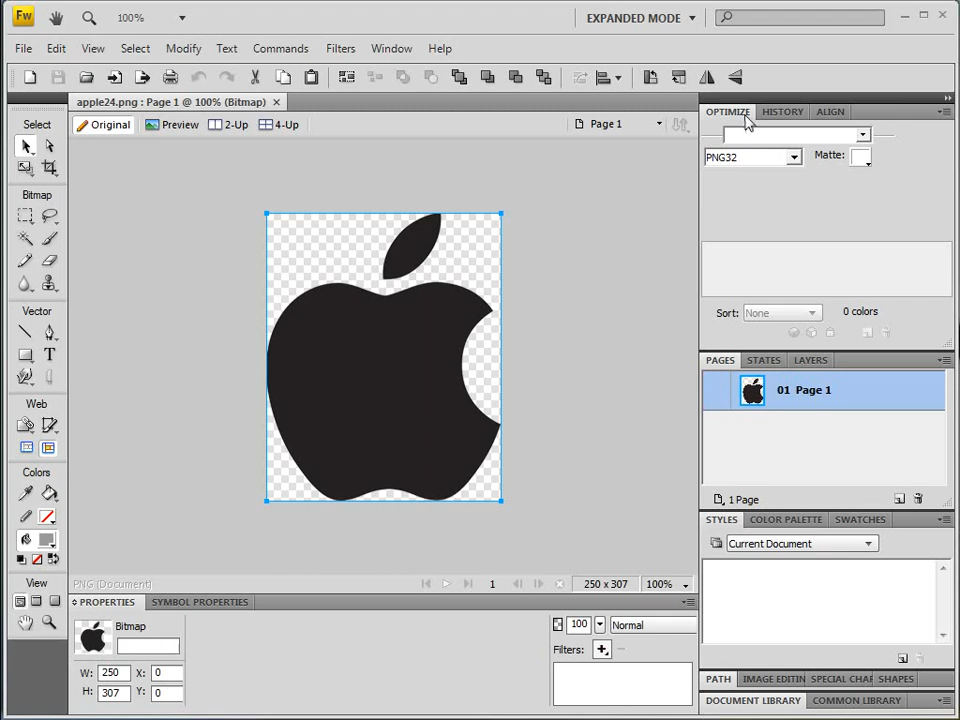 Fw 100% EXPANDED MODE
File Edit View Select Modify Text Commands Filters Window Help
apple24.png : Page 1 @ 100% (Bitmap) ×
Original Preview 2-Up 4-Up Page 1
Select
Bitmap
Vector
T
Web
Colors
View
OPTIMIZE HISTORY ALIGN
PNG32 Matte:
Sort: None 0 colors
PAGES STATES LAYERS
01 Page 1
1 Page
STYLES COLOR PALETTE SWATCHES
Current Document
PATH IMAGE EDITIN SPECIAL CHAR SHAPES
DOCUMENT LIBRARY COMMON LIBRARY
PNG (Document) 1 250 x 307 100%
PROPERTIES SYMBOL PROPERTIES
Bitmap
W: 250 X: 0
H: 307 Y: 0
100 Normal
Filters: